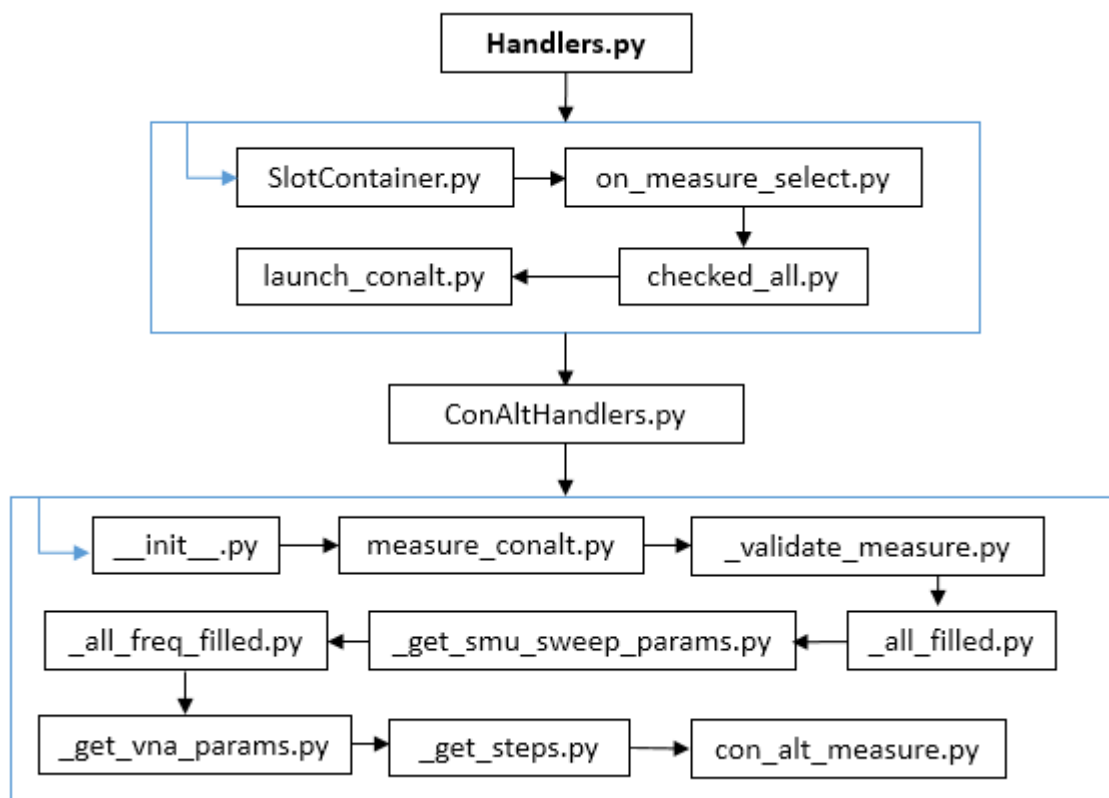 Handlers.py
SlotContainer.py
on_measure_select.py
launch_conalt.py
checked_all.py
ConAltHandlers.py
__init__.py
measure_conalt.py
_validate_measure.py
_all_freq_filled.py
_get_smu_sweep_params.py
_all_filled.py
_get_vna_params.py
_get_steps.py
con_alt_measure.py